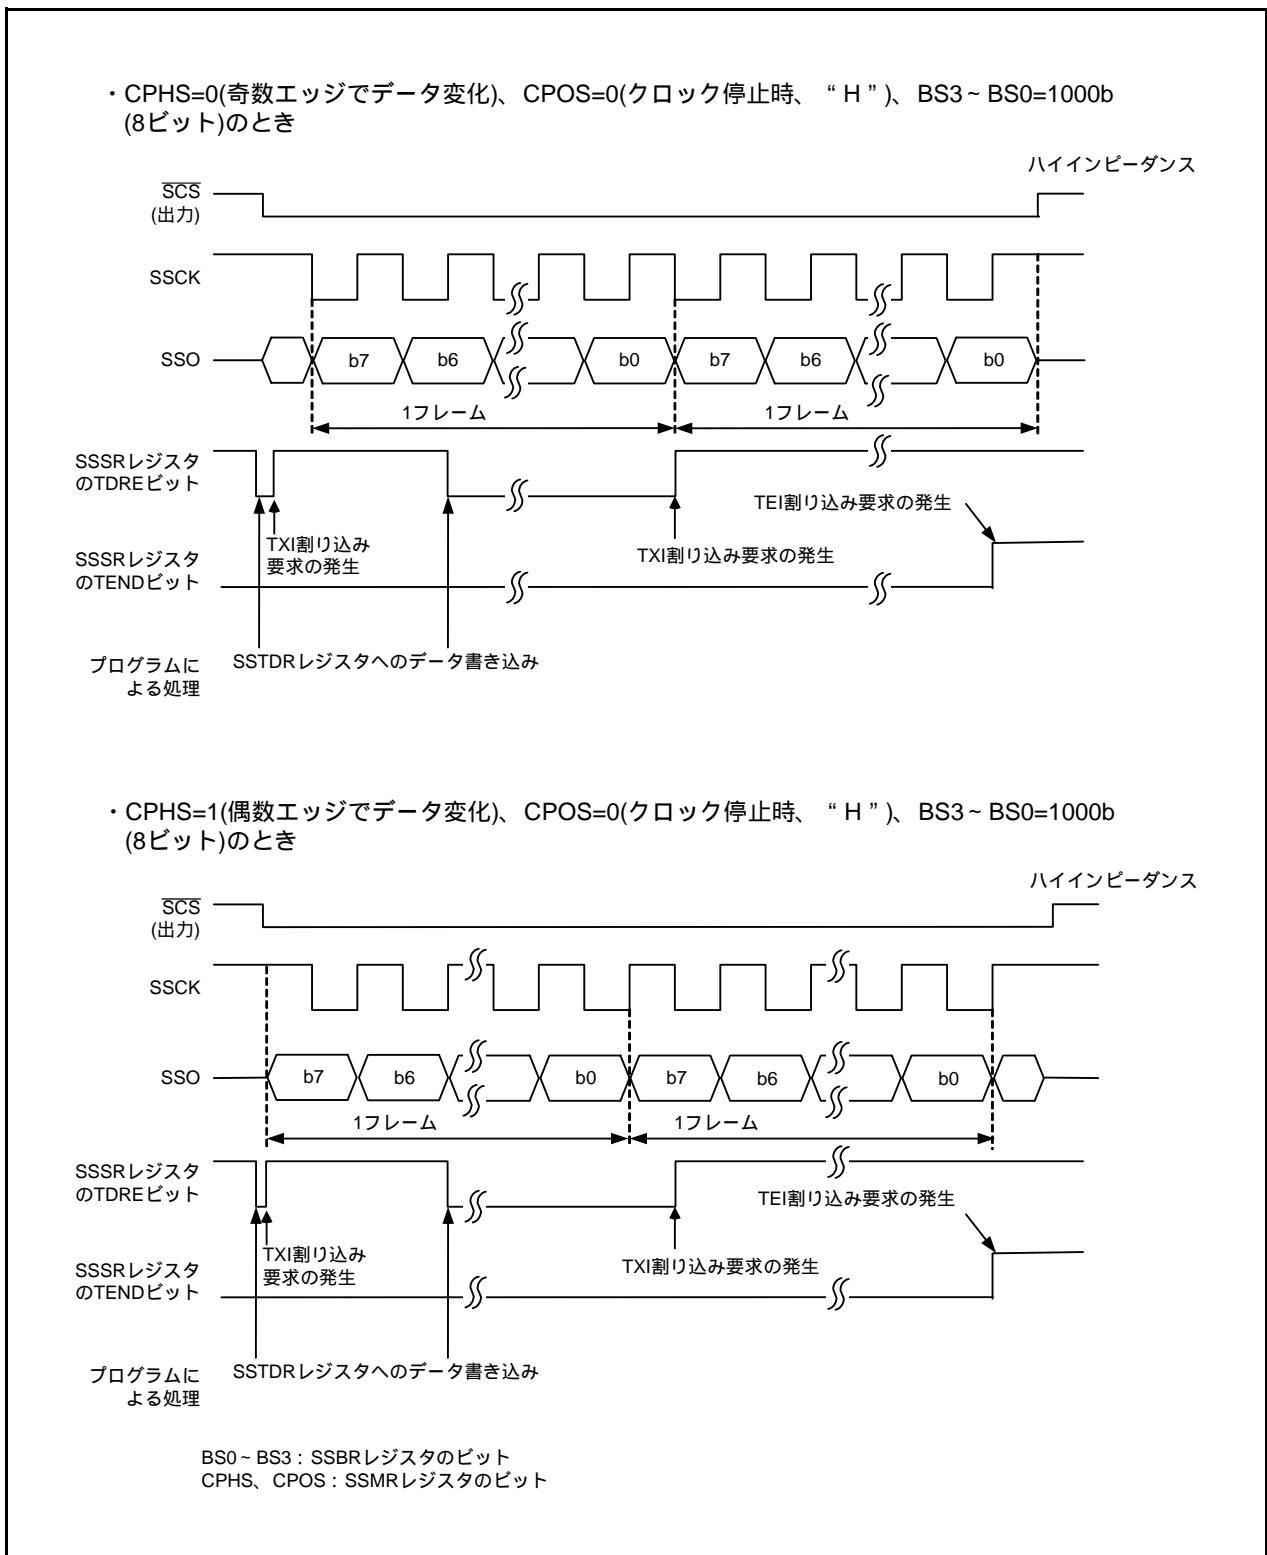 ・CPHS=0(奇数エッジでデータ変化)、CPOS=0(クロック停止時、“H”)、BS3~BS0=1000b
(8ビット)のとき
ハイインピーダンス
SCS
(出力)
SSCK
SSO
b7
b6
b0
b7
b6
b0
1フレーム
1フレーム
SSSRレジスタ
のTDREビット
TEI割り込み要求の発生
TXI割り込み
要求の発生
TXI割り込み要求の発生
SSSRレジスタ
のTENDビット
プログラムに
よる処理
SSTDRレジスタへのデータ書き込み
・CPHS=1(偶数エッジでデータ変化)、CPOS=0(クロック停止時、“H”)、BS3~BS0=1000b
(8ビット)のとき
ハイインピーダンス
SCS
(出力)
SSCK
SSO
b7
b6
b0
b7
b6
b0
1フレーム
1フレーム
SSSRレジスタ
のTDREビット
TEI割り込み要求の発生
TXI割り込み
要求の発生
TXI割り込み要求の発生
SSSRレジスタ
のTENDビット
プログラムに
よる処理
SSTDRレジスタへのデータ書き込み
BS0~BS3:SSBRレジスタのビット
CPHS、CPOS:SSMRレジスタのビット